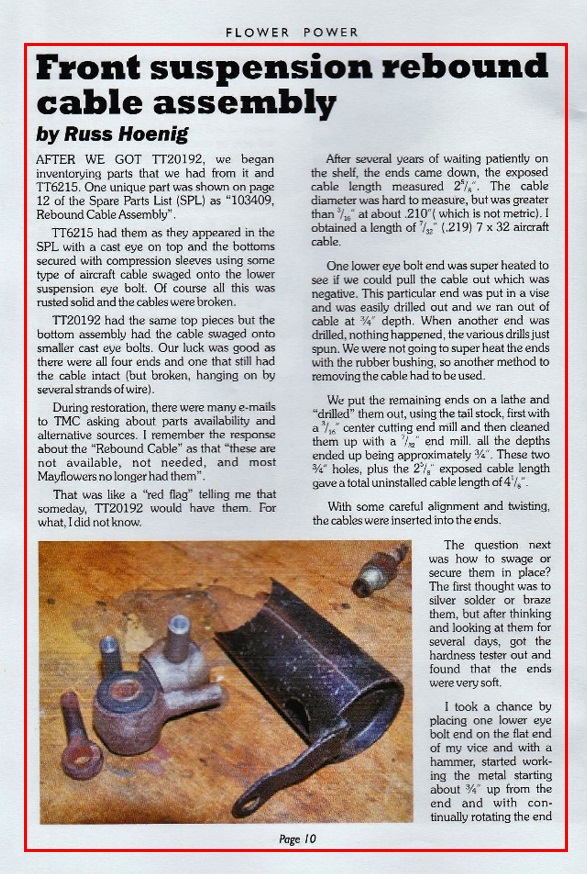 FLOWER POWER
Front suspension rebound
cable assembly
by Russ Hoenig
AFTER WE GOT TT20192, we began
inventorying parts that we had from it and
TT6215. One unique part was shown on page
12 of the Spare Parts List (SPL) as “103409,
Rebound Cable Assembly”.
TT6215 had them as they appeared in the
SPL with a cast eye on top and the bottoms
secured with compression sleeves using some
type of aircraft cable swaged onto the lower
suspension eye bolt. Of course all this was
rusted solid and the cables were broken.
TT20192 had the same top pieces but the
bottom assembly had the cable swaged onto
smaller cast eye bolts. Our luck was good as
there were all four ends and one that still had
the cable intact (but broken, hanging on by
several strands of wire).
During restoration, there were many e-mails
to TMC asking about parts availability and
alternative sources. I remember the response
about the “Rebound Cable” as that “these are
not available, not needed, and most
Mayflowers no longer had them”.
That was like a “red flag” telling me that
someday, TT20192 would have them. For
what, I did not know.
After several years of waiting patiently on
the shelf, the ends came down, the exposed
cable length measured 2⁵/₈″. The cable
diameter was hard to measure, but was greater
than ³/₁₆″ at about .210″( which is not metric). I
obtained a length of ⁷/₃₂″ (.219) 7 x 32 aircraft
cable.
One lower eye bolt end was super heated to
see if we could pull the cable out which was
negative. This particular end was put in a vise
and was easily drilled out and we ran out of
cable at ¾″ depth. When another end was
drilled, nothing happened, the various drills just
spun. We were not going to super heat the ends
with the rubber bushing, so another method to
removing the cable had to be used.
We put the remaining ends on a lathe and
“drilled” them out, using the tail stock, first with
a ³/₁₆″ center cutting end mill and then cleaned
them up with a ⁷/₃₂″ end mill. all the depths
ended up being approximately ¾″. These two
¾″ holes, plus the 2⁵/₈″ exposed cable length
gave a total uninstalled cable length of 4¹/₈″.
With some careful alignment and twisting,
the cables were inserted into the ends.
The question next
was how to swage or
secure them in place?
The first thought was to
silver solder or braze
them, but after thinking
and looking at them for
several days, got the
hardness tester out and
found that the ends
were very soft.
I took a chance by
placing one lower eye
bolt end on the flat end
of my vice and with a
hammer, started work-
ing the metal starting
about ¾″ up from the
end and with con-
tinually rotating the end
Page 10